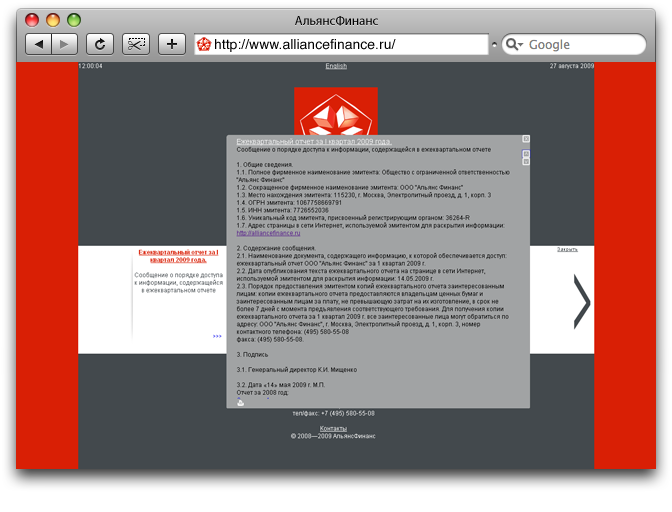 АльянсФинанс
http://www.alliancefinance.ru/
Google
12:00:04
English
27 августа 2009
Ежеквартальный отчет за I квартал 2009 года.
Сообщение о порядке доступа к информации, содержащейся в ежеквартальном отчете
1. Общие сведения.
1.1. Полное фирменное наименование эмитента: Общество с ограниченной ответственностью
"Альянс Финанс"
1.2. Сокращенное фирменное наименование эмитента: ООО "Альянс Финанс"
1.3. Место нахождения эмитента: 115230, г. Москва, Электролитный проезд, д. 1, корп. 3
1.4. ОГРН эмитента: 1067758669791
1.5. ИНН эмитента: 7726552036
1.6. Уникальный код эмитента, присвоенный регистрирующим органом: 36264-R
1.7. Адрес страницы в сети Интернет, используемой эмитентом для раскрытия информации:
http://alliancefinance.ru
2. Содержание сообщения.
2.1. Наименование документа, содержащего информацию, к которой обеспечивается доступ:
ежеквартальный отчет ООО "Альянс Финанс" за 1 квартал 2009 г.
2.2. Дата опубликования текста ежеквартального отчета на странице в сети Интернет,
используемой эмитентом для раскрытия информации: 14.05.2009 г.
2.3. Порядок предоставления эмитентом копий ежеквартального отчета заинтересованным
лицам: копии ежеквартального отчета предоставляются владельцам ценных бумаг и
заинтересованным лицам за плату, не превышающую затрат на их изготовление, в срок не
более 7 дней с момента предъявления соответствующего требования. Для получения копии
ежеквартального отчета за 1 квартал 2009 г. все заинтересованные лица могут обратиться по
адресу: ООО "Альянс Финанс", г. Москва, Электролитный проезд, д. 1, корп. 3, номер
контактного телефона: (495) 580-55-08
факса: (495) 580-55-08.
3. Подпись
3.1. Генеральный директор К.И. Мищенко
3.2. Дата «14» мая 2009 г. М.П.
Отчет за 2008 год:
Ежеквартальный отчет за I
квартал 2009 года.
Сообщение о порядке доступа
к информации, содержащейся
в ежеквартальном отчете
»»»
Закрыть
тел/факс: +7 (495) 580-55-08
Контакты
© 2008—2009 АльянсФинанс